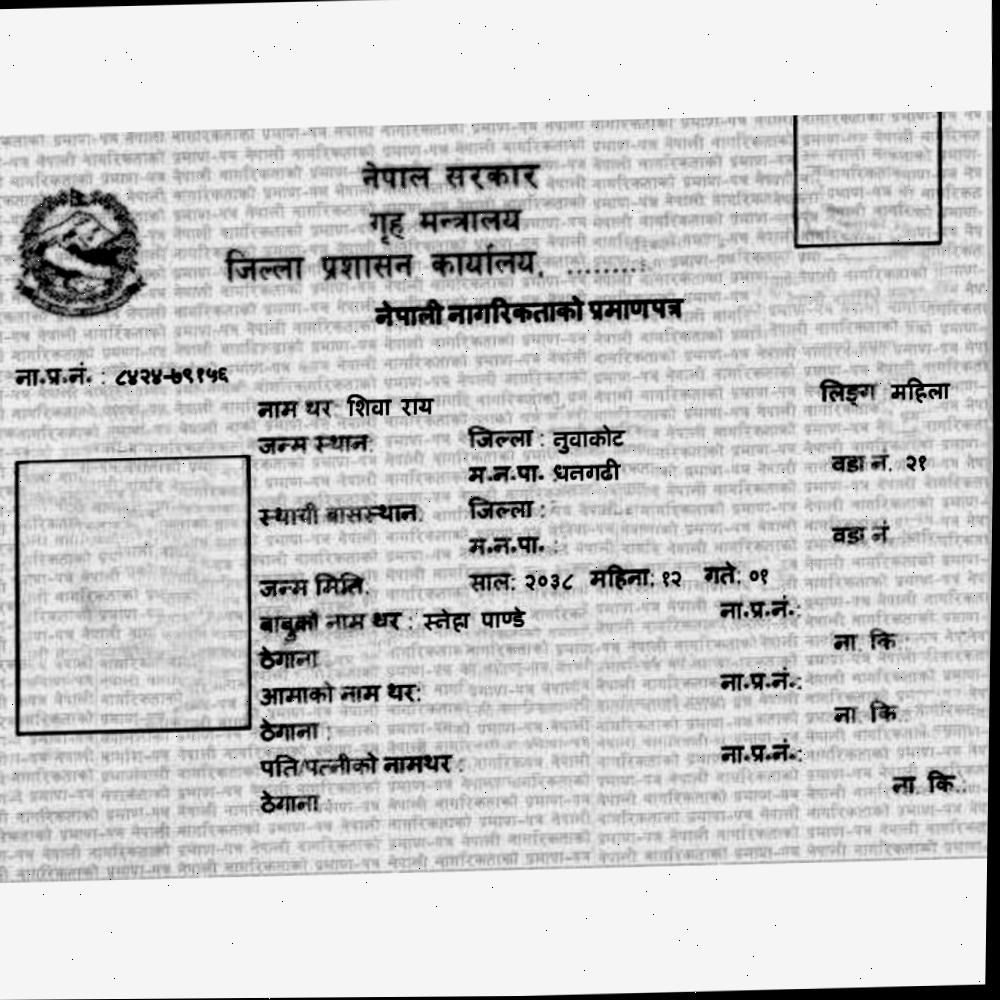 नेपाल सरकार
गृह मन्त्रालय
जिल्ला प्रशासन कार्यालय, .........
नेपाली नागरिकताको प्रमाणपत्र
ना.प्र.नं. : ८४२४-७९१५६
लिङ्ग महिला
नाम थर शिवा राय
जन्म स्थान: जिल्ला : नुवाकोट
म.न.पा. धनगढी वडा नं. २१
स्थायी बासस्थान: जिल्ला :
म.न.पा. : वडा नं
जन्म मिति: साल: २०३८ महिना: १२ गते: ०१
बाबुको नाम थर : स्नेहा पाण्डे ना.प्र.नं.:
ठेगाना ना. कि.:
आमाको नाम थर: ना.प्र.नं.:
ठेगाना : ना कि
पति/पत्नीको नामथर : ना.प्र.नं.:
ठेगाना ना कि.: